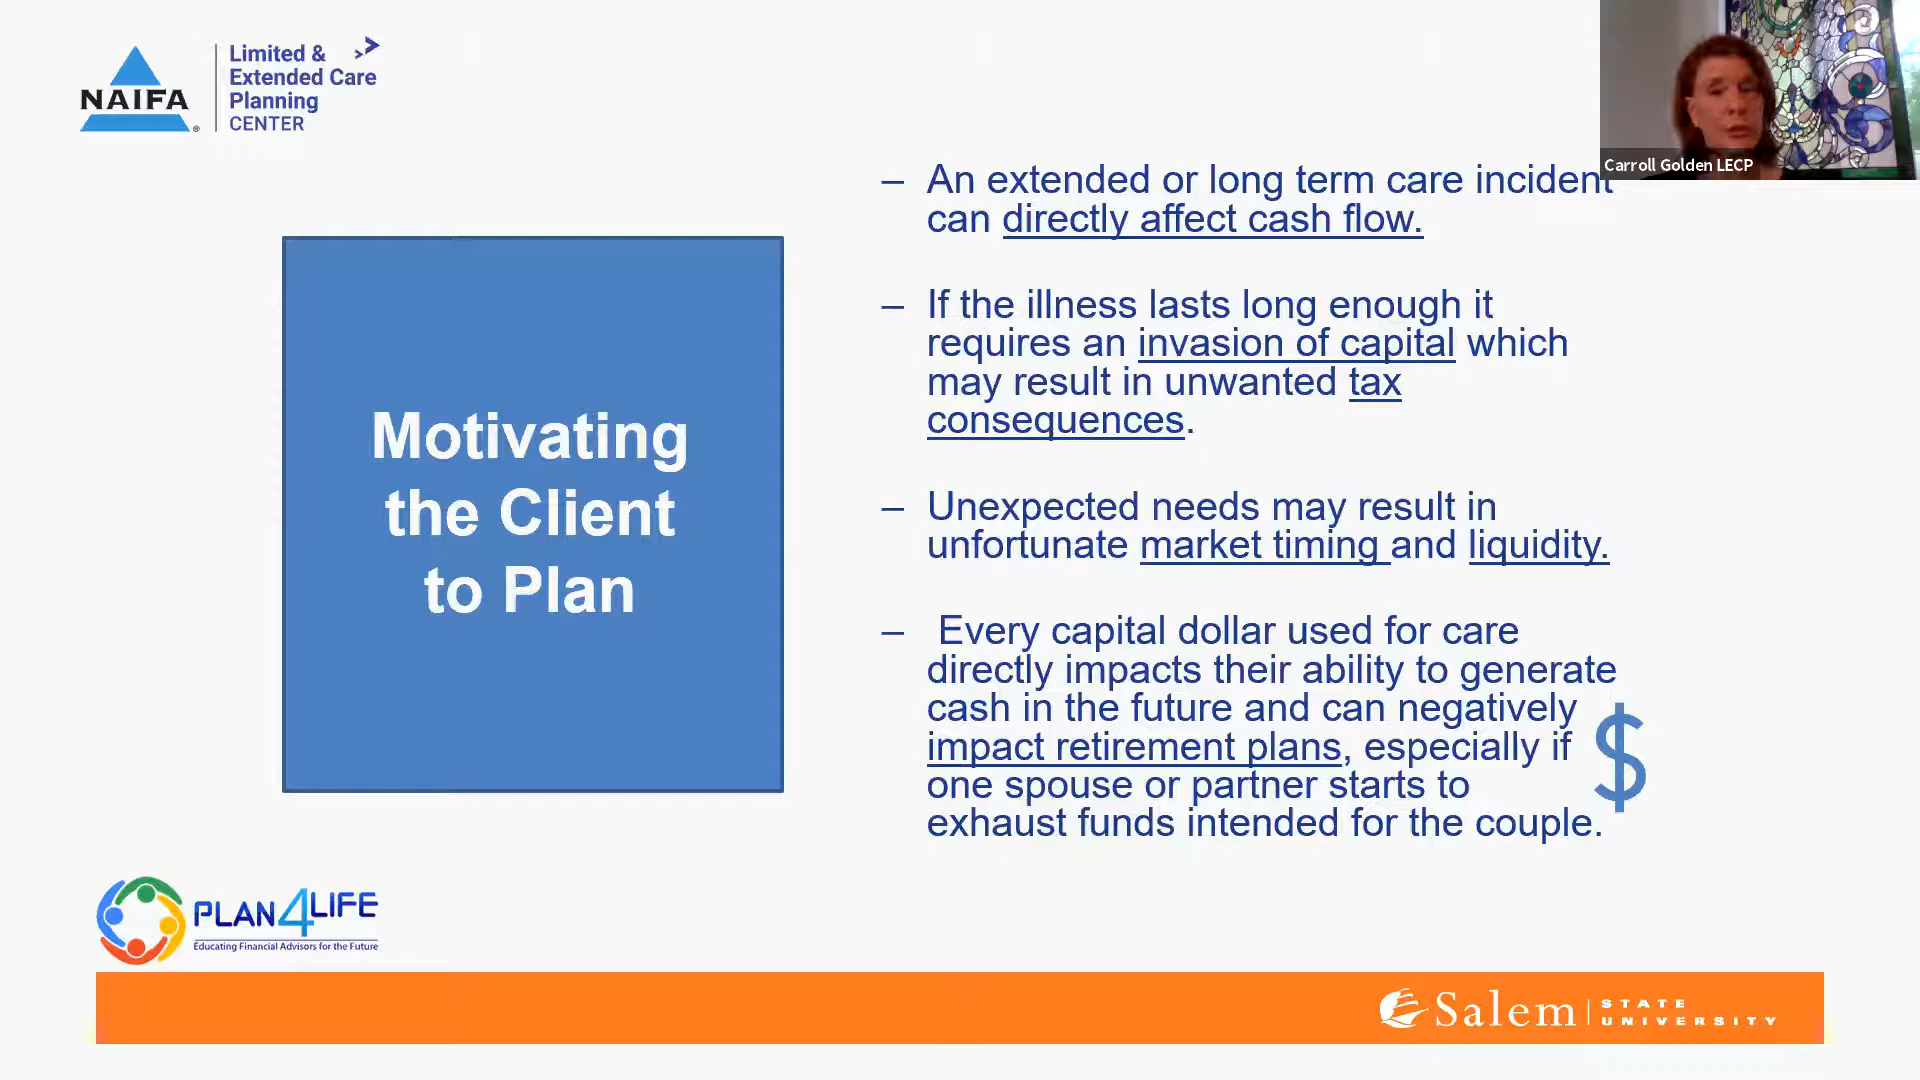 NAIFA®
Limited &
Extended Care
Planning
CENTER
Carroll Golden LECP
Motivating
the Client
to Plan
– An extended or long term care incident
can directly affect cash flow.
– If the illness lasts long enough it
requires an invasion of capital which
may result in unwanted tax
consequences.
– Unexpected needs may result in
unfortunate market timing and liquidity.
– Every capital dollar used for care
directly impacts their ability to generate
cash in the future and can negatively
impact retirement plans, especially if
one spouse or partner starts to
exhaust funds intended for the couple.
$
PLAN4LIFE
Educating Financial Advisors for the Future
Salem
STATE
UNIVERSITY